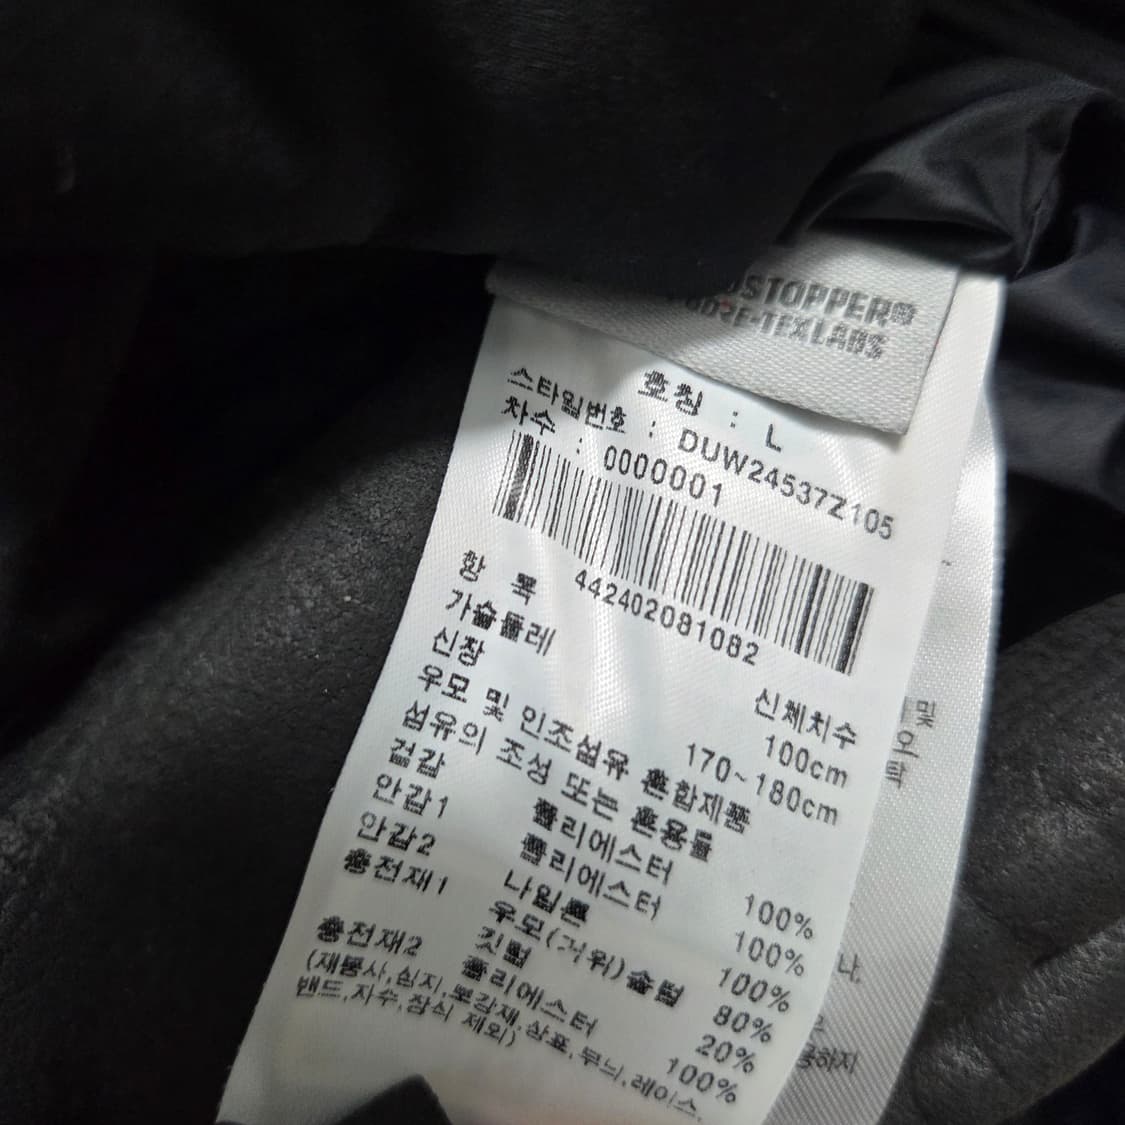 STOPPER®
GORE-TEX LABS
호칭 : L
스타일번호 : DUW24537Z105
차수 : 0000001
442402081082
항 목 신체치수
가슴둘레 100cm
신장 170~180cm
우모 및 인조섬유 혼합제품
섬유의 조성 또는 혼용률
겉감 폴리에스터 100%
안감1 폴리에스터 100%
안감2 나일론 100%
충전재1 우모(거위)솜털 80%
깃털 20%
충전재2 폴리에스터 100%
(재봉사,심지,보강재,상표,무늬,레이스,
밴드,자수,장식 제외)